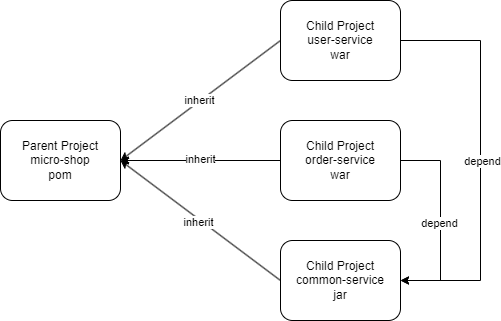 Child Project
user-service
war
inherit
Parent Project
micro-shop
pom
inherit
Child Project
order-service
war
depend
inherit
depend
Child Project
common-service
jar